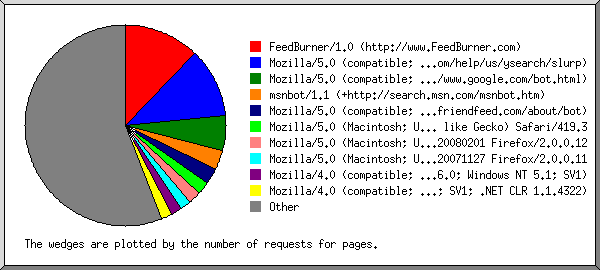 FeedBurner/1.0 (http://www.FeedBurner.com)
Mozilla/5.0 (compatible; ...om/help/us/ysearch/slurp)
Mozilla/5.0 (compatible; .../www.google.com/bot.html)
msnbot/1.1 (+http://search.msn.com/msnbot.htm)
Mozilla/5.0 (compatible; ...friendfeed.com/about/bot)
Mozilla/5.0 (Macintosh; U... like Gecko) Safari/419.3
Mozilla/5.0 (Macintosh; U...20080201 Firefox/2.0.0.12
Mozilla/5.0 (Macintosh; U...20071127 Firefox/2.0.0.11
Mozilla/4.0 (compatible; ...6.0; Windows NT 5.1; SV1)
Mozilla/4.0 (compatible; ...; SV1; .NET CLR 1.1.4322)
Other
The wedges are plotted by the number of requests for pages.